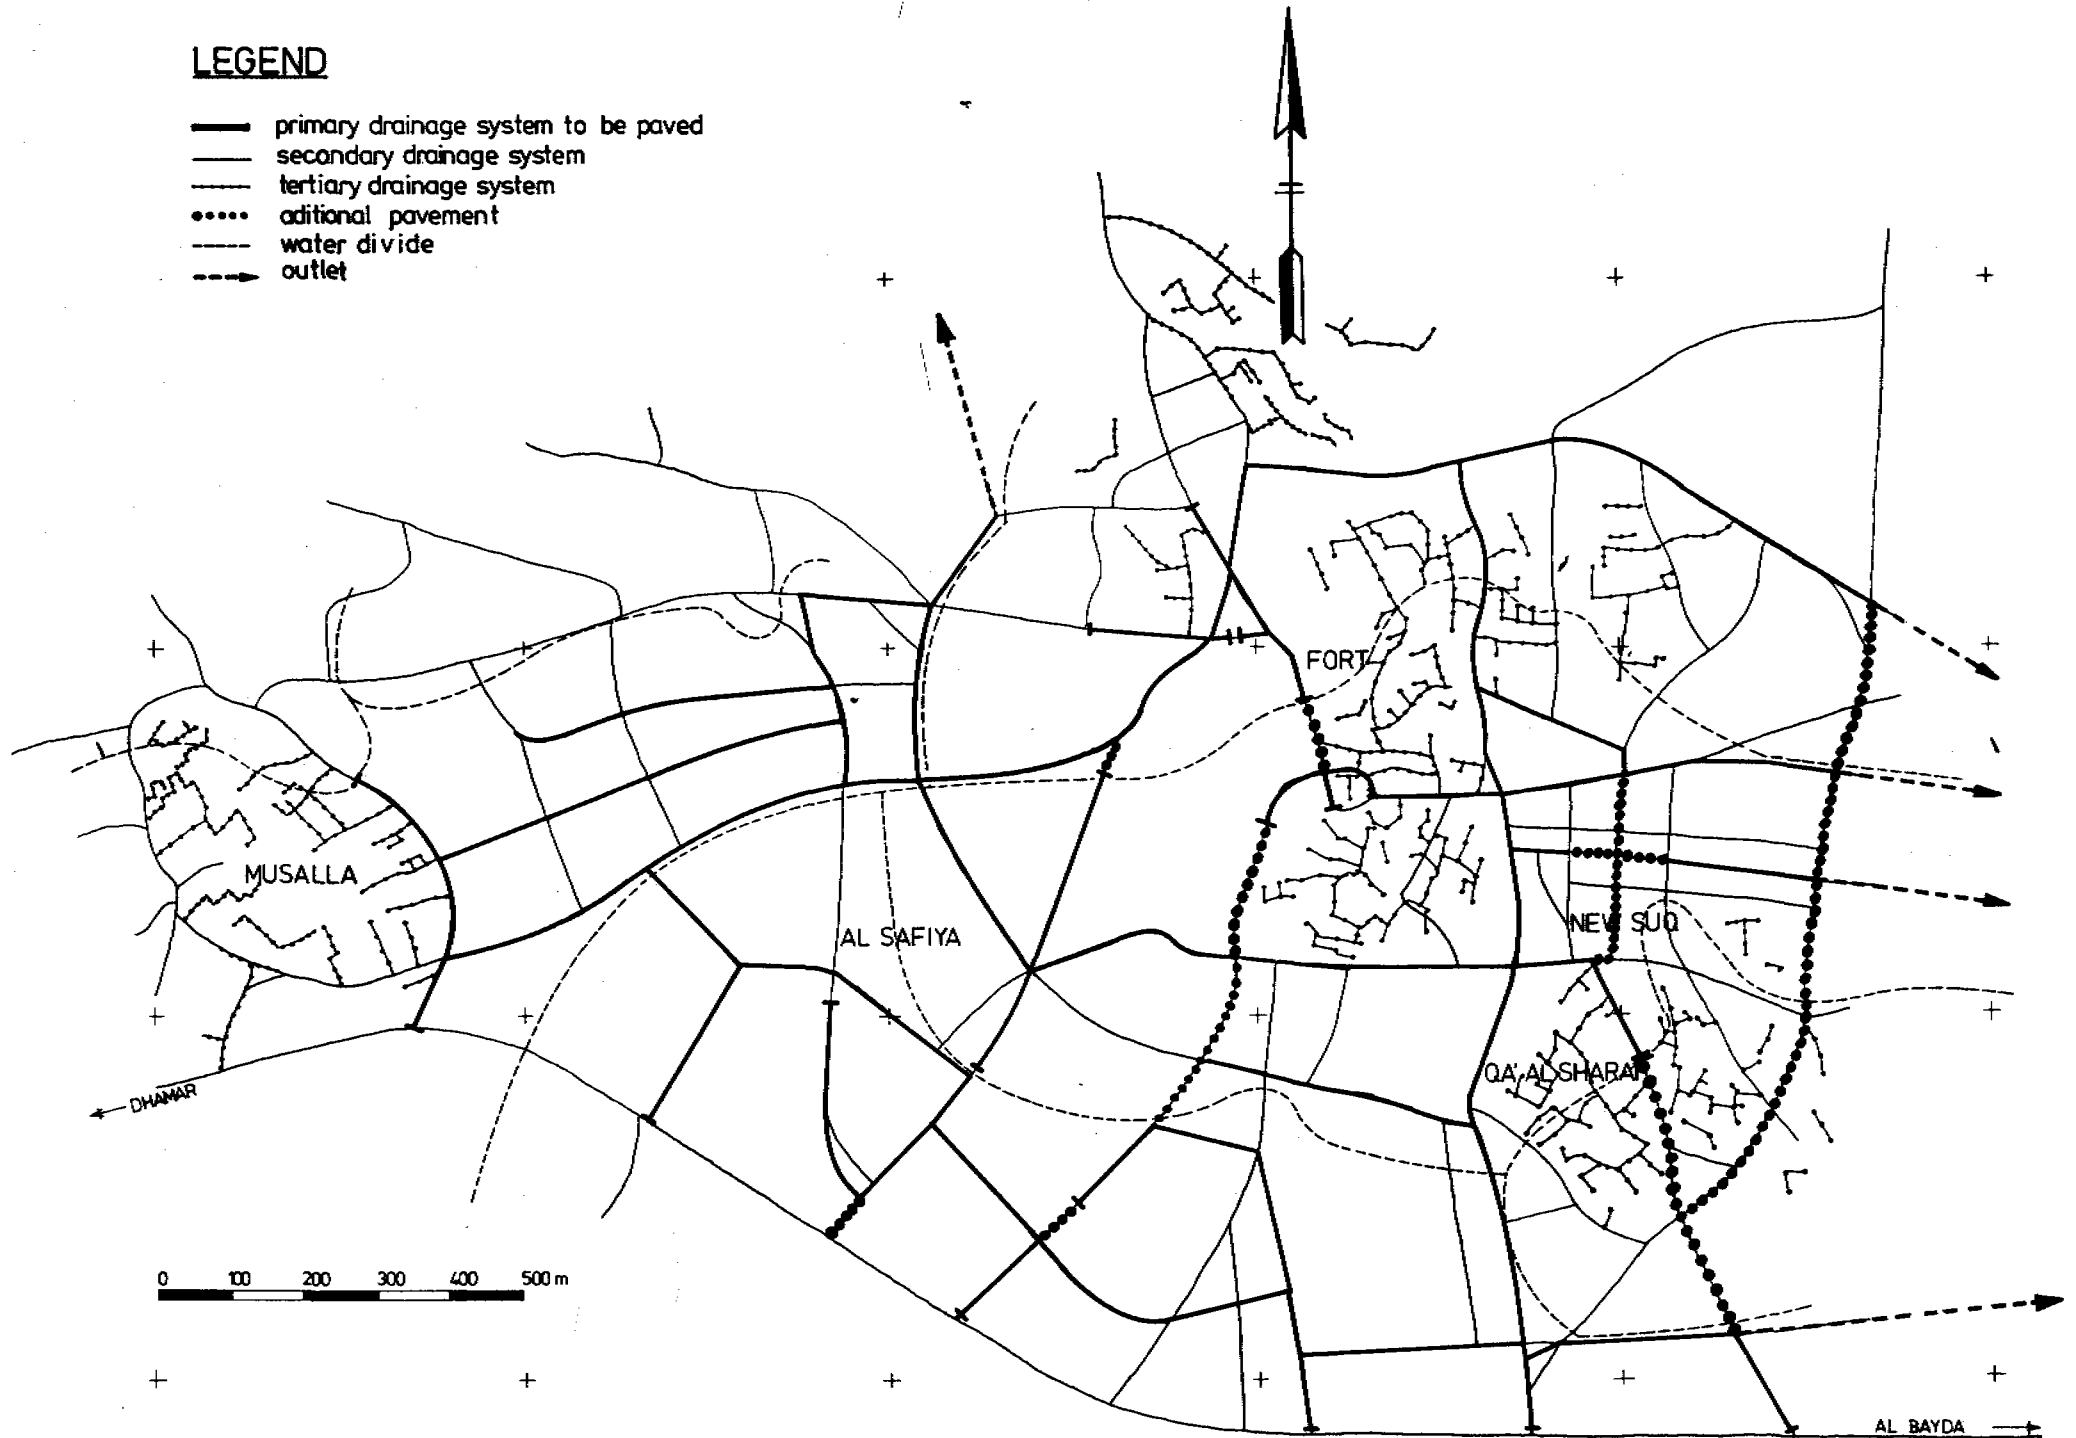 LEGEND
primary drainage system to be paved
secondary drainage system
tertiary drainage system
aditional pavement
water divide
outlet
FORT
MUSALLA
NEW SUQ
AL SAFIYA
QA' AL SHARAF
DHAMAR
0 100 200 300 400 500 m
AL BAYDA